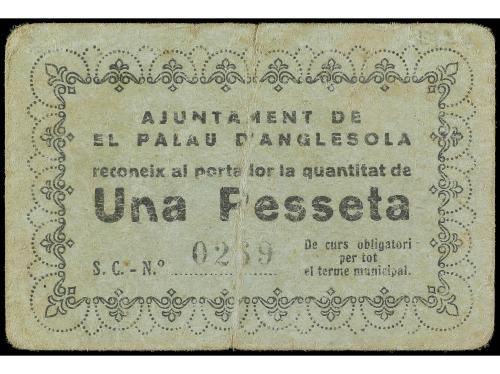 AJUNTAMENT DE
EL PALAU D'ANGLESOLA
reconeix al portador la quantitat de
Una Pesseta
S. C. - N.º 0269
De curs obligatori
per tot
el terme municipal.